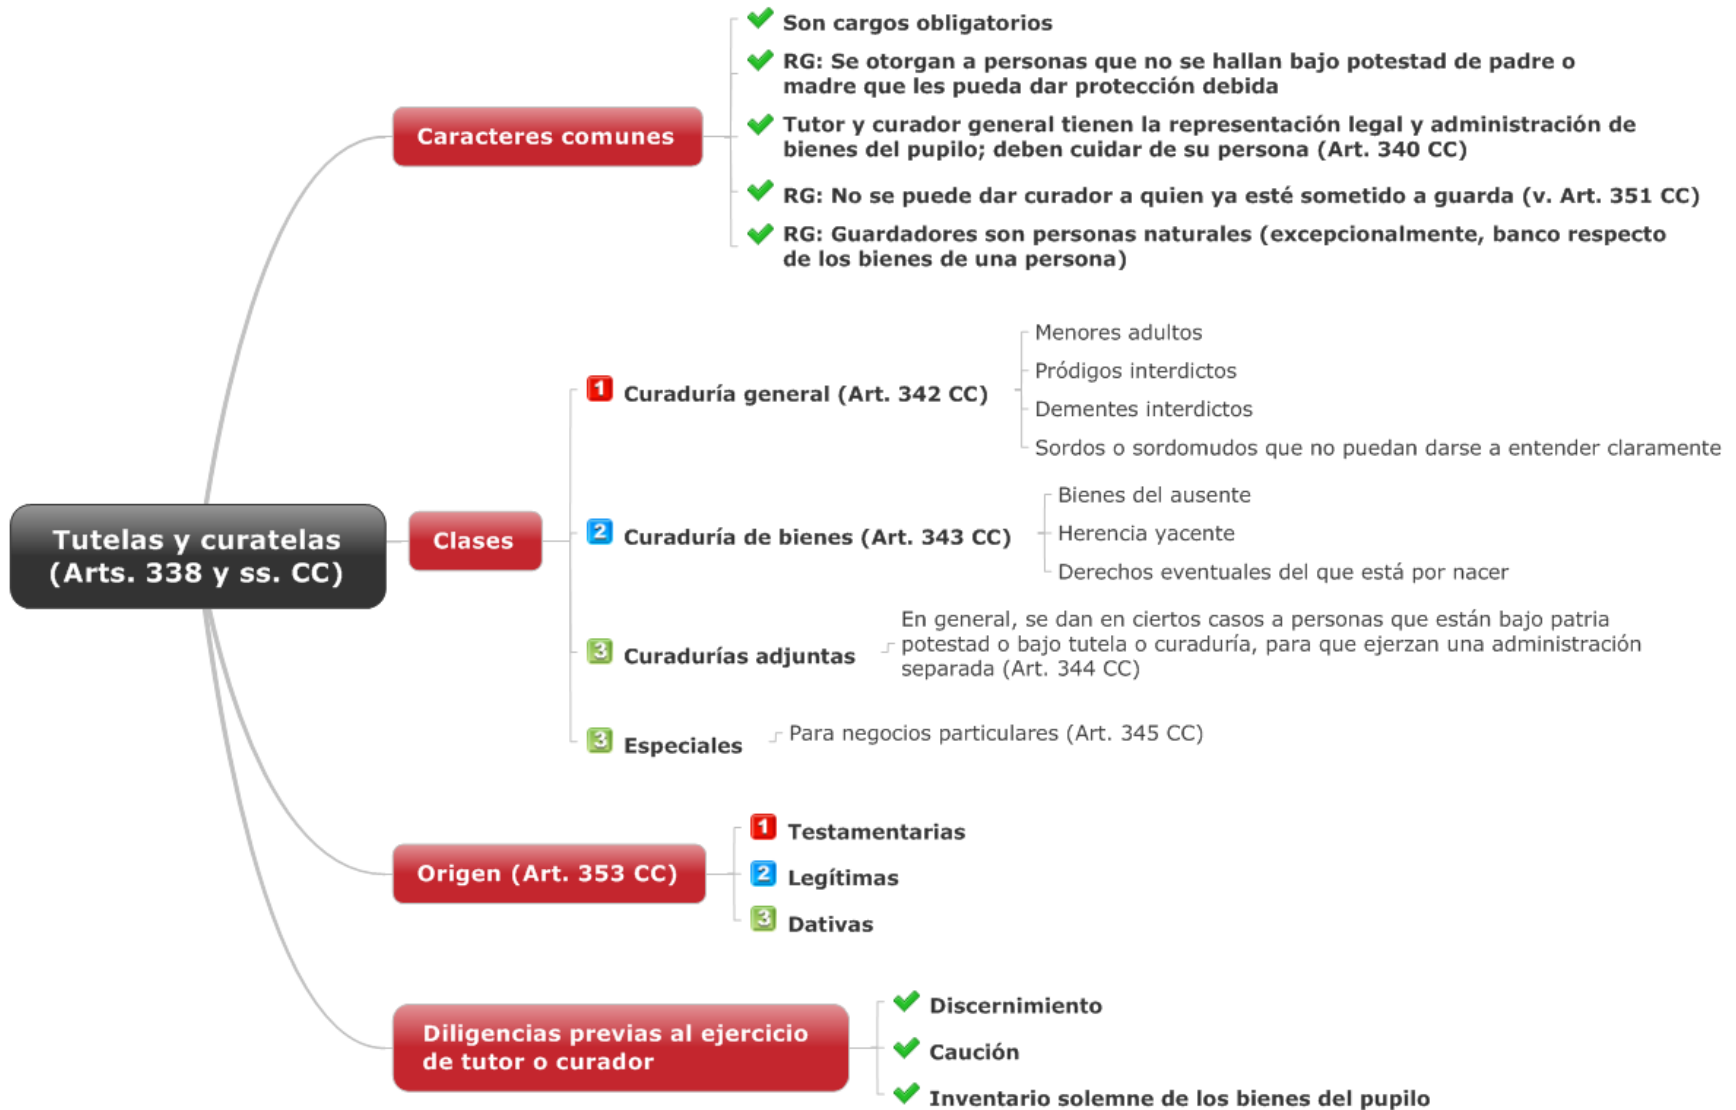 Tutelas y curatelas
(Arts. 338 y ss. CC)
Caracteres comunes
Son cargos obligatorios
RG: Se otorgan a personas que no se hallan bajo potestad de padre o
madre que les pueda dar protección debida
Tutor y curador general tienen la representación legal y administración de
bienes del pupilo; deben cuidar de su persona (Art. 340 CC)
RG: No se puede dar curador a quien ya esté sometido a guarda (v. Art. 351 CC)
RG: Guardadores son personas naturales (excepcionalmente, banco respecto
de los bienes de una persona)
Clases
1 Curaduría general (Art. 342 CC)
Menores adultos
Pródigos interdictos
Dementes interdictos
Sordos o sordomudos que no puedan darse a entender claramente
2 Curaduría de bienes (Art. 343 CC)
Bienes del ausente
Herencia yacente
Derechos eventuales del que está por nacer
3 Curadurías adjuntas
En general, se dan en ciertos casos a personas que están bajo patria
potestad o bajo tutela o curaduría, para que ejerzan una administración
separada (Art. 344 CC)
3 Especiales
Para negocios particulares (Art. 345 CC)
Origen (Art. 353 CC)
1 Testamentarias
2 Legítimas
3 Dativas
Diligencias previas al ejercicio
de tutor o curador
Discernimiento
Caución
Inventario solemne de los bienes del pupilo